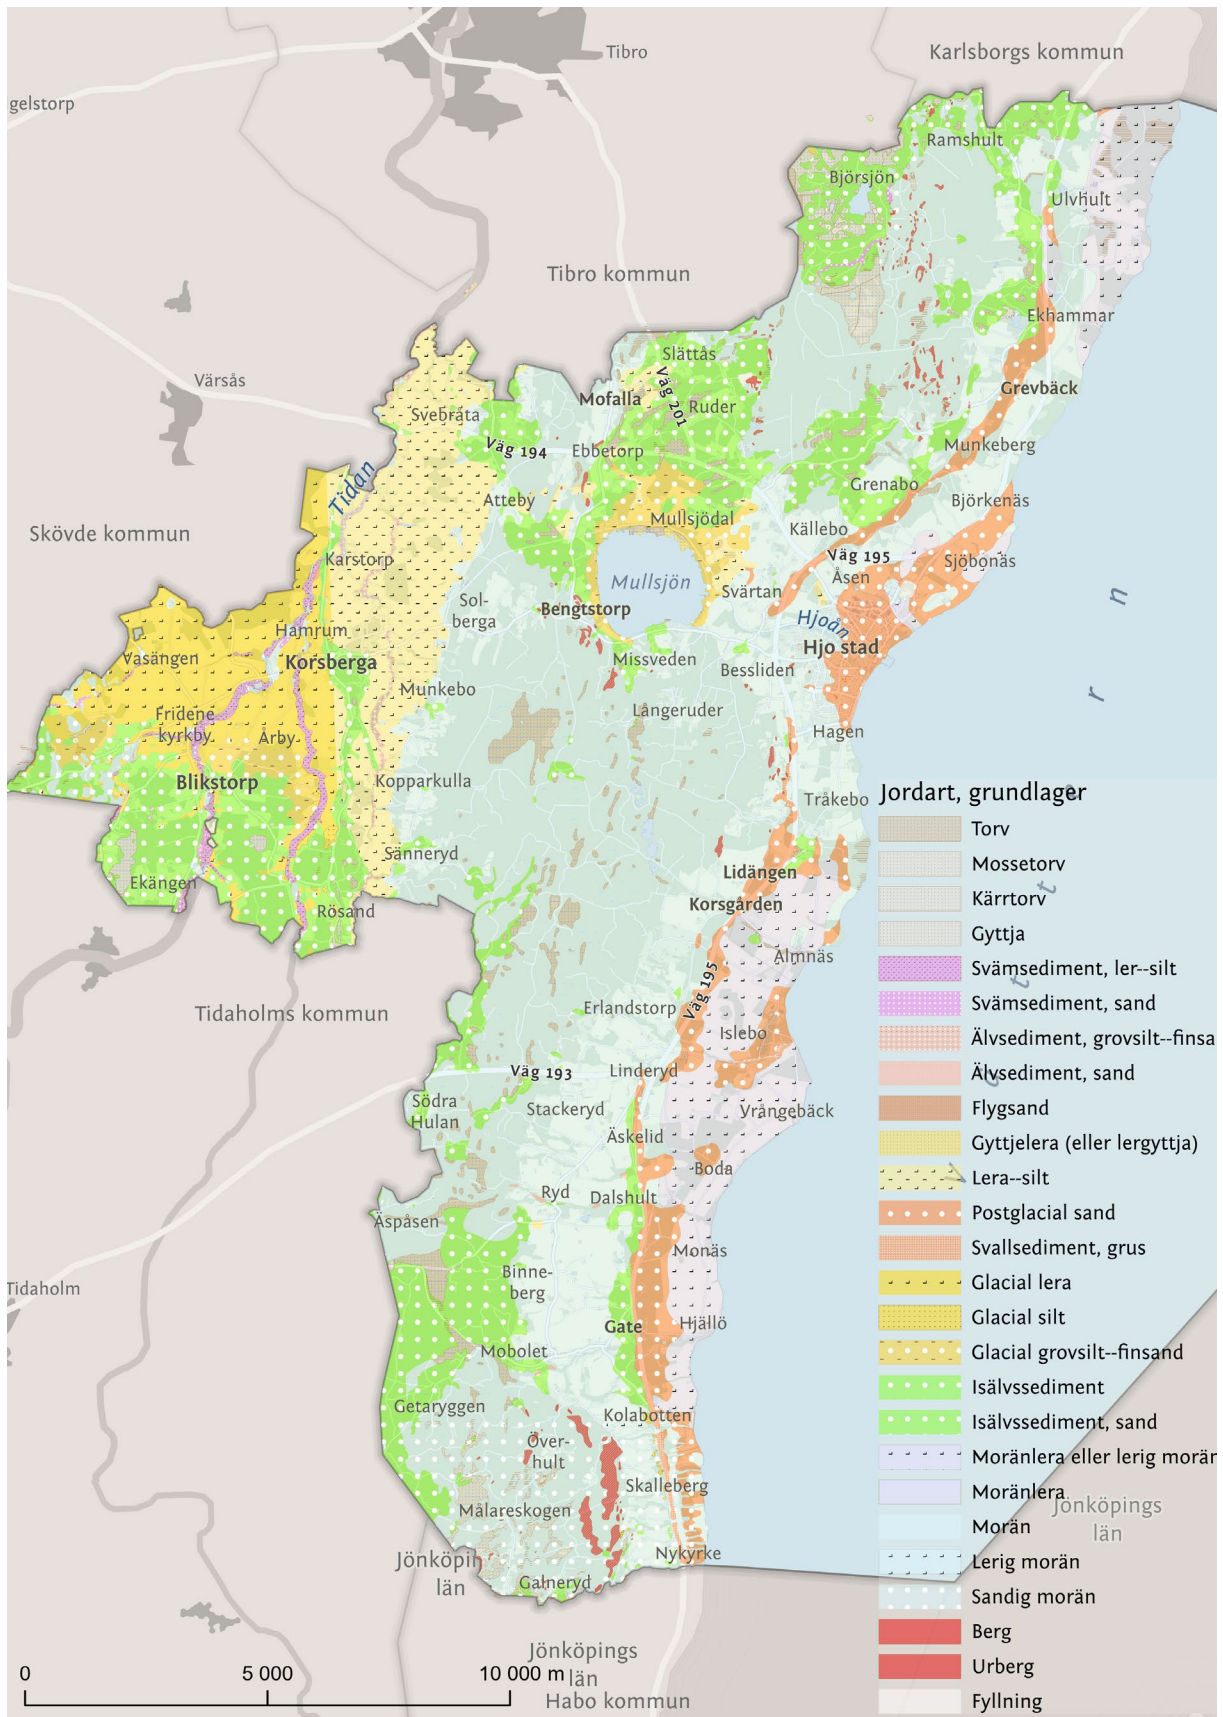 Karlsborgs kommun
Tibro
gelstorp
Ramshult
Björsjön
Ulvhult
Tibro kommun
Ekhammar
Slättås
Värsås
Grevbäck
Mofalla
Väg 201
Ruder
Svebråta
Munkeberg
Väg 194
Ebbetorp
Tidan
Grenabo
Atteby
Björkenäs
Mullsjödal
Källebo
Skövde kommun
Väg 195
Karstorp
Sjöbonäs
Åsen
Mullsjön
Svärtan
Sol-
berga
Bengtstorp
n
Hjoån
Hamrum
Hjo stad
Vasängen
Korsberga
Missveden
Bessliden
Munkebo
r
Fridene
kyrkby
Långeruder
Årby
Hagen
Blikstorp
Kopparkulla
Tråkebo
e
Sänneryd
Ekängen
Lidängen
Rösand
Korsgården
t
Almnäs
Väg 195
t
Tidaholms kommun
Erlandstorp
Islebo
Väg 193
Linderyd
ä
Södra
Hulan
Stackeryd
Vrångebäck
Äskelid
Boda
V
Ryd
Dalshult
Äspåsen
Monäs
Binne-
berg
Tidaholm
Gate
Hjällö
Mobolet
Getaryggen
Kolabotten
Över-
hult
Skalleberg
Målareskogen
Jönköpings
län
Nykyrke
Jönköpin
län
Galneryd
Jönköpings
län
Habo kommun
0 5 000 10 000 m
Jordart, grundlager
Torv
Mossetorv
Kärrtorv
Gyttja
Svämsediment, ler--silt
Svämsediment, sand
Älvsediment, grovsilt--finsa
Älvsediment, sand
Flygsand
Gyttjelera (eller lergyttja)
Lera--silt
Postglacial sand
Svallsediment, grus
Glacial lera
Glacial silt
Glacial grovsilt--finsand
Isälvssediment
Isälvssediment, sand
Moränlera eller lerig morän
Moränlera
Morän
Lerig morän
Sandig morän
Berg
Urberg
Fyllning